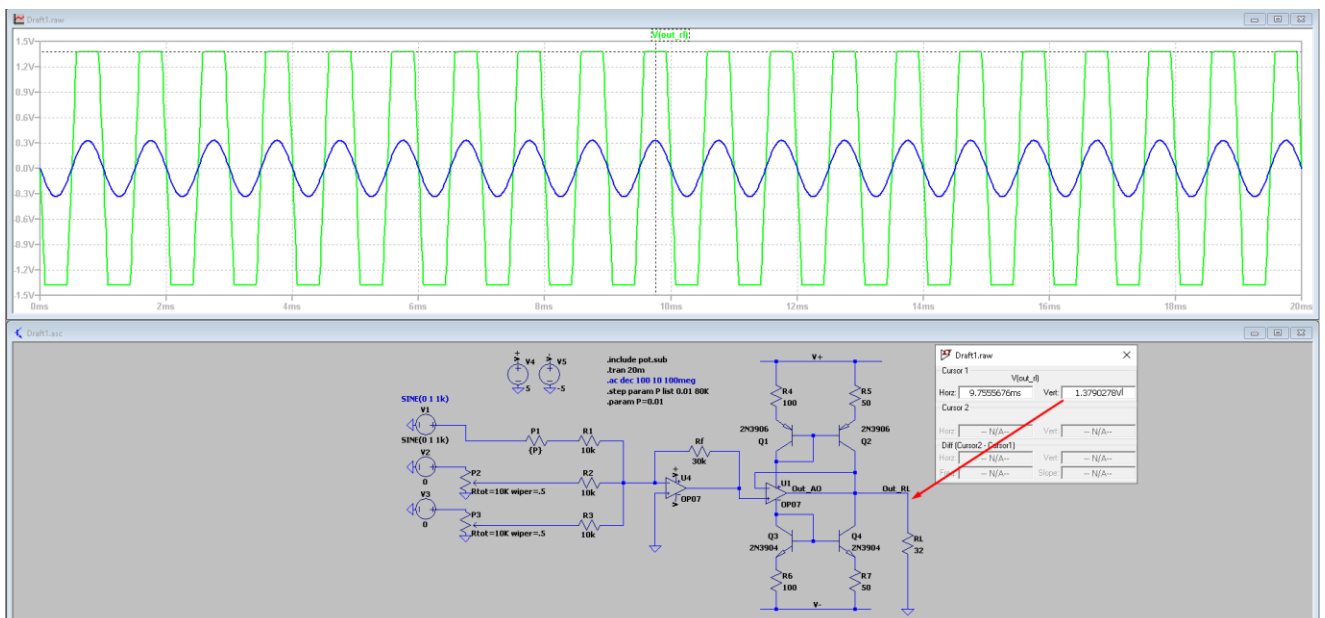 Draft1.raw
V(out_rl)
1.5V
1.2V
0.9V
0.6V
0.3V
0.0V
-0.3V
-0.6V
-0.9V
-1.2V
-1.5V
0ms 2ms 4ms 6ms 8ms 10ms 12ms 14ms 16ms 18ms 20ms
Draft1.asc
V+ V4 5
V+ V5 -5
.include pot.sub
.tran 20m
.ac dec 100 10 100meg
.step param P list 0.01 80K
.param P=0.01
SINE(0 1 1k)
V1
SINE(0 1 1k)
V2
0
V3
0
P1
{P}
R1
10k
P2
Rtot=10K wiper=.5
R2
10k
P3
Rtot=10K wiper=.5
R3
10k
Rf
30k
V+
U4
OP07
V-
V+
R4
100
R5
50
2N3906
Q1
2N3906
Q2
U1
OP07
Out_AO
Out_RL
Q3
2N3904
Q4
2N3904
R6
100
R7
50
V-
RL
32
Draft1.raw
Cursor 1
V(out_rl)
Horz: 9.7555676ms Vert: 1.3790278V
Cursor 2
Horz: -- N/A-- Vert: -- N/A--
Diff (Cursor2 - Cursor1)
Horz: -- N/A-- Vert: -- N/A--
Freq: -- N/A-- Slope: -- N/A--